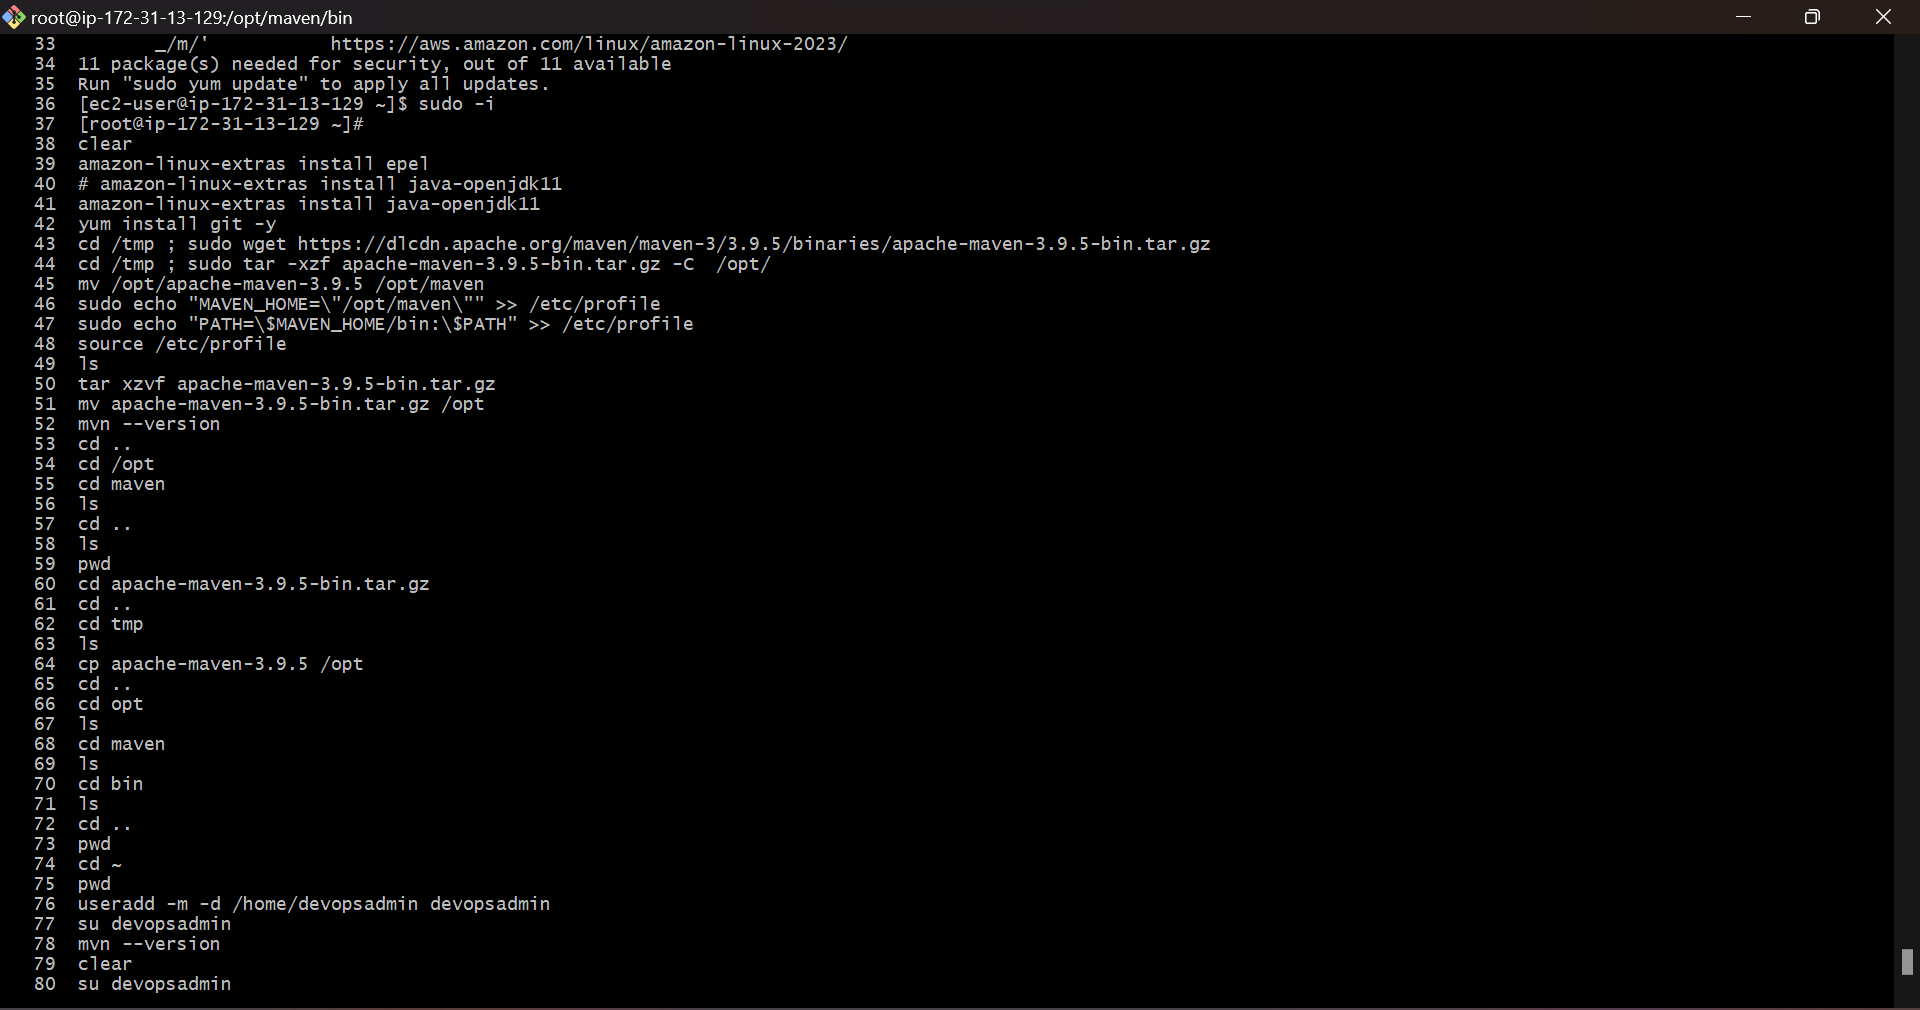 root@ip-172-31-13-129:/opt/maven/bin
33         _/m/'           https://aws.amazon.com/linux/amazon-linux-2023/
34  11 package(s) needed for security, out of 11 available
35  Run "sudo yum update" to apply all updates.
36  [ec2-user@ip-172-31-13-129 ~]$ sudo -i
37  [root@ip-172-31-13-129 ~]#
38  clear
39  amazon-linux-extras install epel
40  # amazon-linux-extras install java-openjdk11
41  amazon-linux-extras install java-openjdk11
42  yum install git -y
43  cd /tmp ; sudo wget https://dlcdn.apache.org/maven/maven-3/3.9.5/binaries/apache-maven-3.9.5-bin.tar.gz
44  cd /tmp ; sudo tar -xzf apache-maven-3.9.5-bin.tar.gz -C  /opt/
45  mv /opt/apache-maven-3.9.5 /opt/maven
46  sudo echo "MAVEN_HOME=\"/opt/maven\"" >> /etc/profile
47  sudo echo "PATH=\$MAVEN_HOME/bin:\$PATH" >> /etc/profile
48  source /etc/profile
49  ls
50  tar xzvf apache-maven-3.9.5-bin.tar.gz
51  mv apache-maven-3.9.5-bin.tar.gz /opt
52  mvn --version
53  cd ..
54  cd /opt
55  cd maven
56  ls
57  cd ..
58  ls
59  pwd
60  cd apache-maven-3.9.5-bin.tar.gz
61  cd ..
62  cd tmp
63  ls
64  cp apache-maven-3.9.5 /opt
65  cd ..
66  cd opt
67  ls
68  cd maven
69  ls
70  cd bin
71  ls
72  cd ..
73  pwd
74  cd ~
75  pwd
76  useradd -m -d /home/devopsadmin devopsadmin
77  su devopsadmin
78  mvn --version
79  clear
80  su devopsadmin